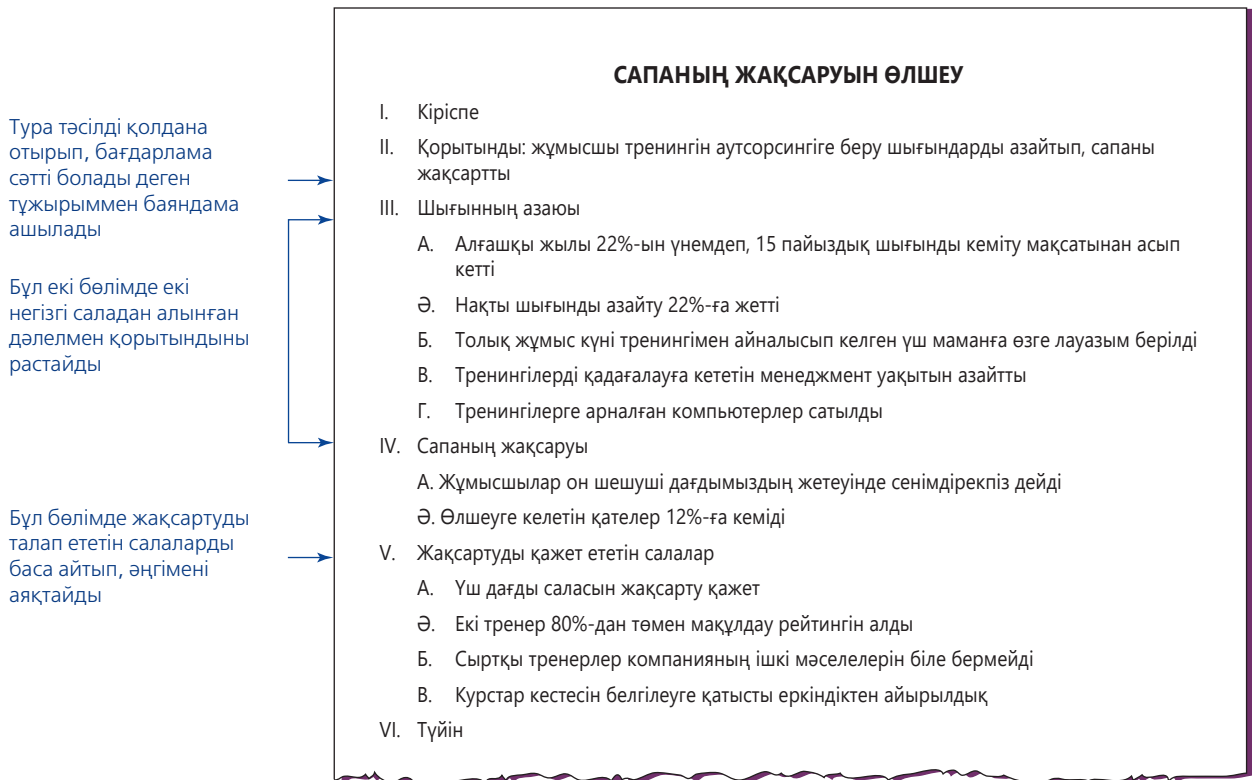 Тура тәсілді қолдана
отырып, бағдарлама
сәтті болады деген
тұжырыммен баяндама
ашылады
Бұл екі бөлімде екі
негізгі саладан алынған
дәлелмен қорытындыны
растайды
Бұл бөлімде жақсартуды
талап ететін салаларды
баса айтып, әңгімені
аяқтайды
САПАНЫҢ ЖАҚСАРУЫН ӨЛШЕУ
I. Кіріспе
II. Қорытынды: жұмысшы тренингін аутсорсингіге беру шығындарды азайтып, сапаны
жақсартты
III. Шығынның азаюы
А. Алғашқы жылы 22%-ын үнемдеп, 15 пайыздық шығынды кеміту мақсатынан асып
кетті
Ә. Нақты шығынды азайту 22%-ға жетті
Б. Толық жұмыс күні тренингімен айналысып келген үш маманға өзге лауазым берілді
В. Тренингілерді қадағалауға кететін менеджмент уақытын азайтты
Г. Тренингілерге арналған компьютерлер сатылды
IV. Сапаның жақсаруы
А. Жұмысшылар он шешуші дағдымыздың жетеуінде сенімдірекпіз дейді
Ә. Өлшеуге келетін қателер 12%-ға кеміді
V. Жақсартуды қажет ететін салалар
А. Үш дағды саласын жақсарту қажет
Ә. Екі тренер 80%-дан төмен мақұлдау рейтингін алды
Б. Сыртқы тренерлер компанияның ішкі мәселелерін біле бермейді
В. Курстар кестесін белгілеуге қатысты еркіндіктен айырылдық
VI. Түйін